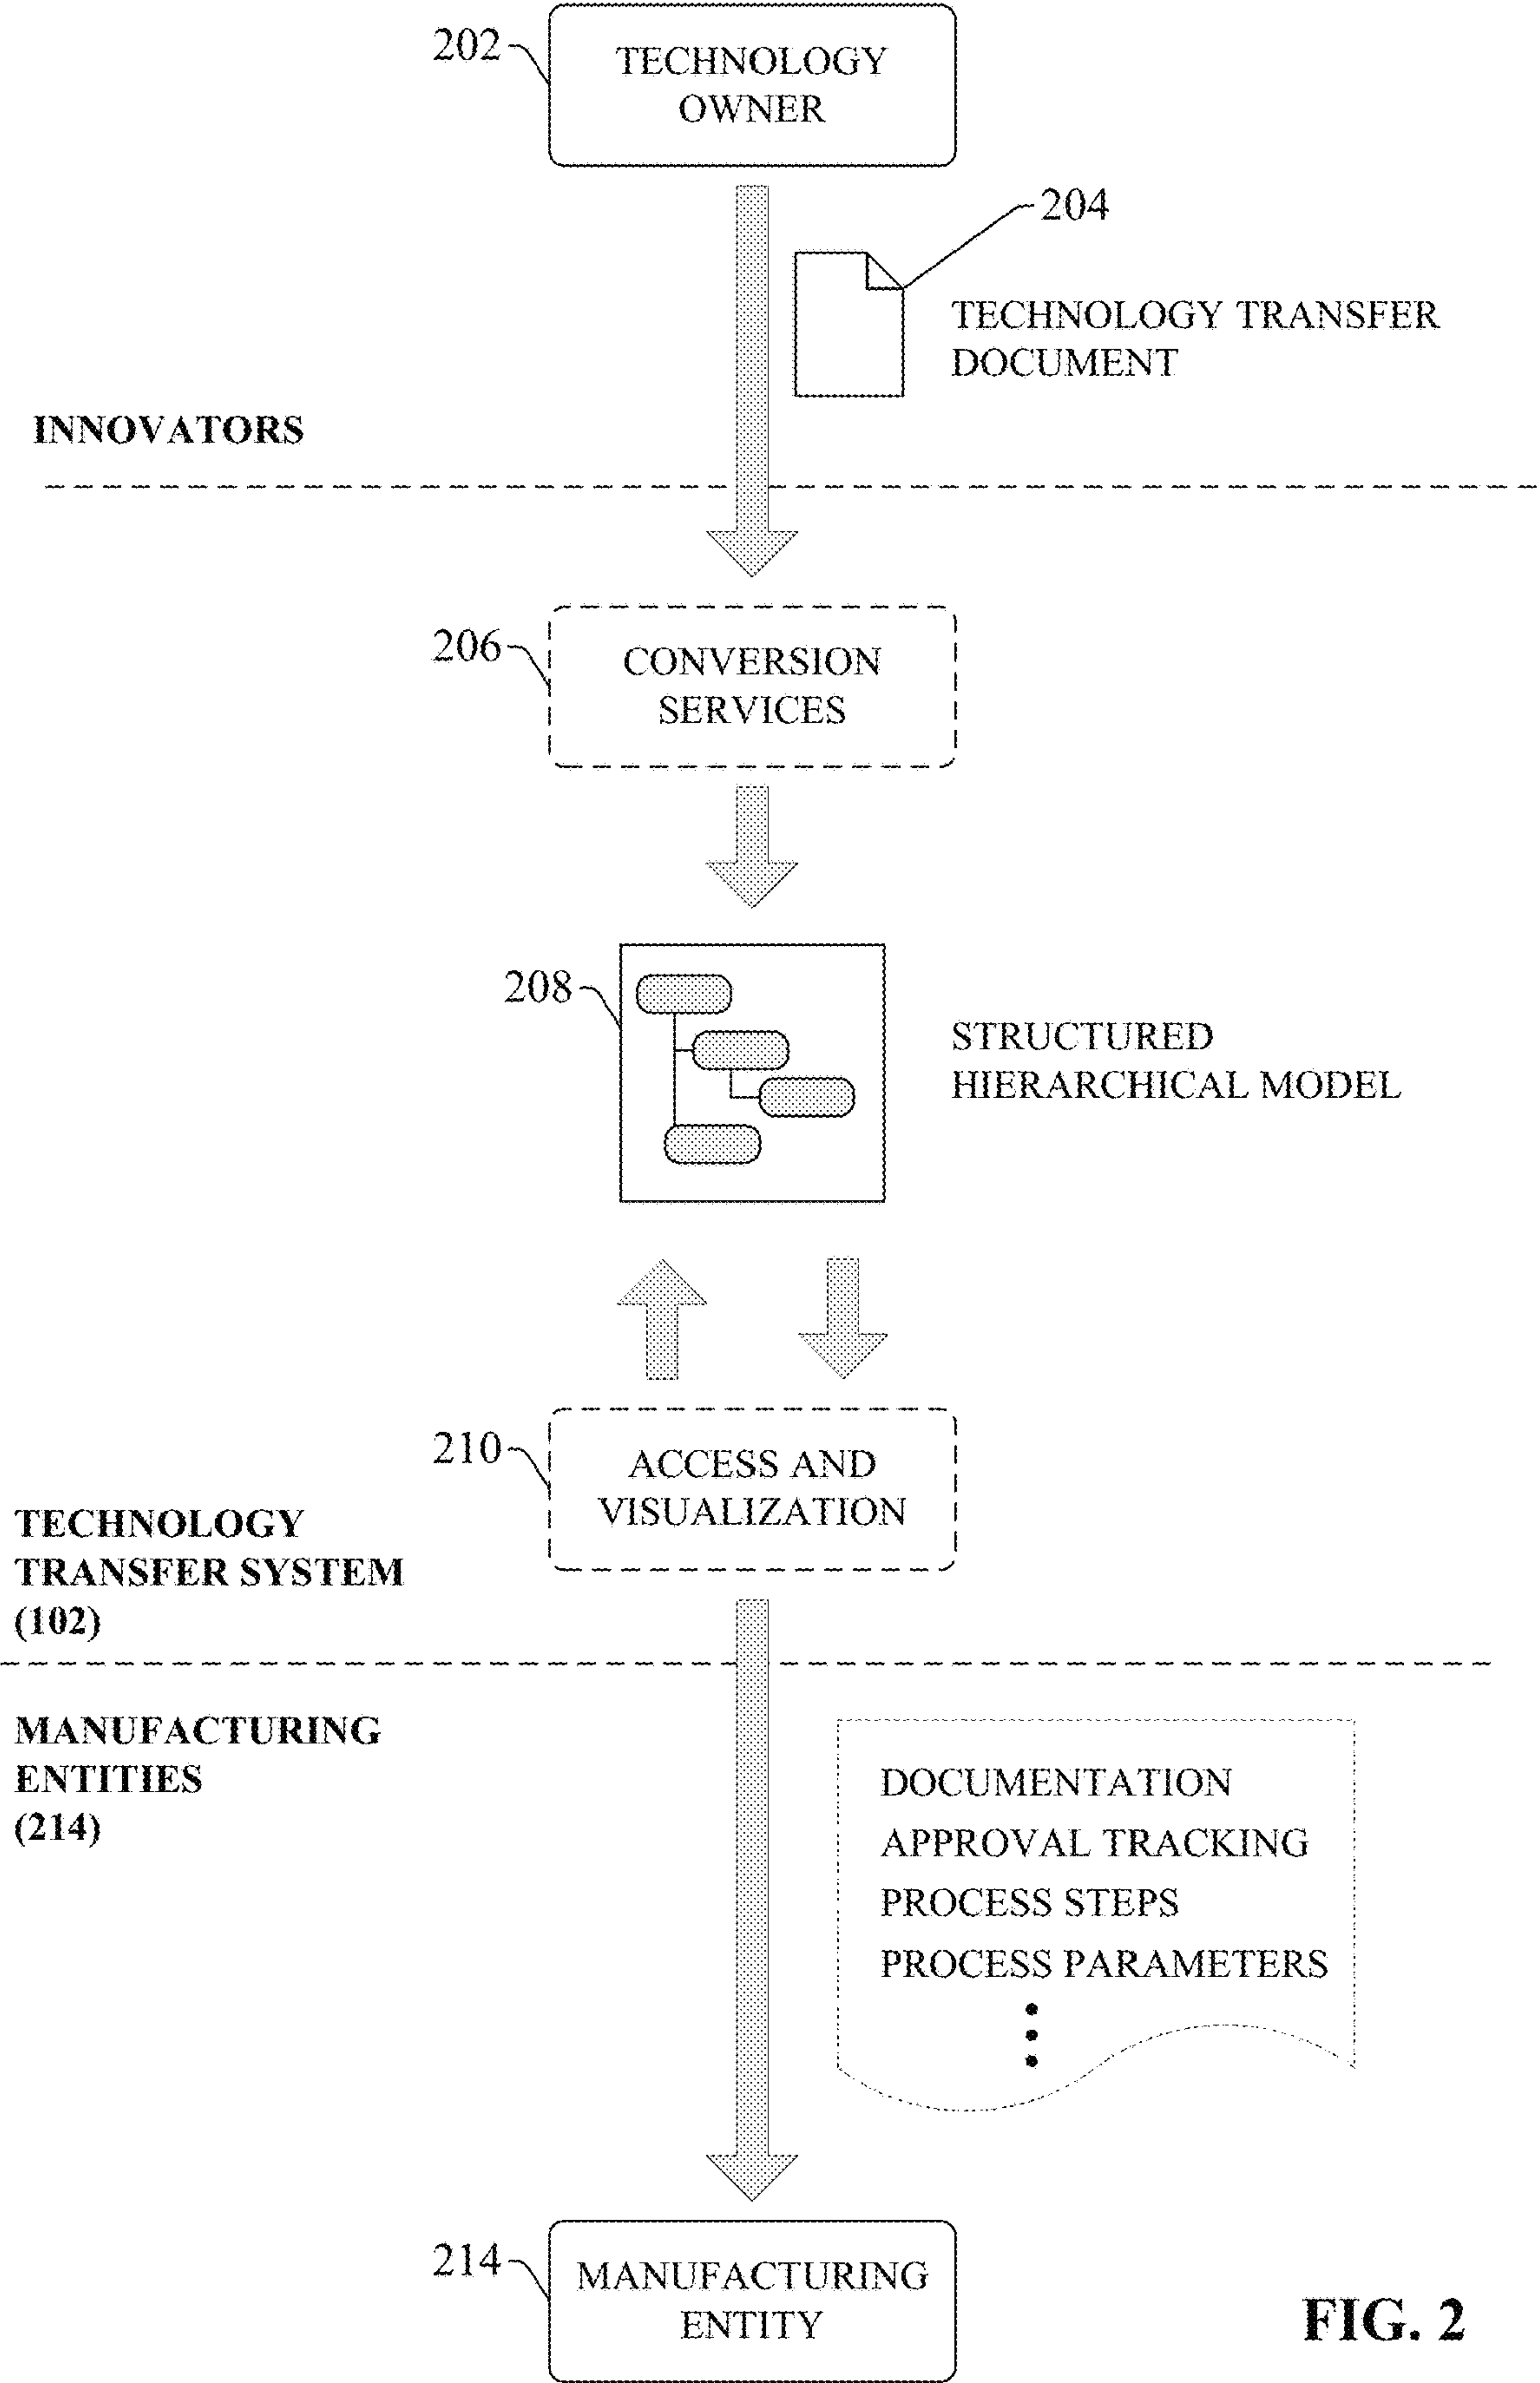 202
TECHNOLOGY
OWNER
204
TECHNOLOGY TRANSFER
DOCUMENT
INNOVATORS
206
CONVERSION
SERVICES
208
STRUCTURED
HIERARCHICAL MODEL
210
ACCESS AND
VISUALIZATION
TECHNOLOGY
TRANSFER SYSTEM
(102)
MANUFACTURING
ENTITIES
(214)
DOCUMENTATION
APPROVAL TRACKING
PROCESS STEPS
PROCESS PARAMETERS
214
MANUFACTURING
ENTITY
FIG. 2